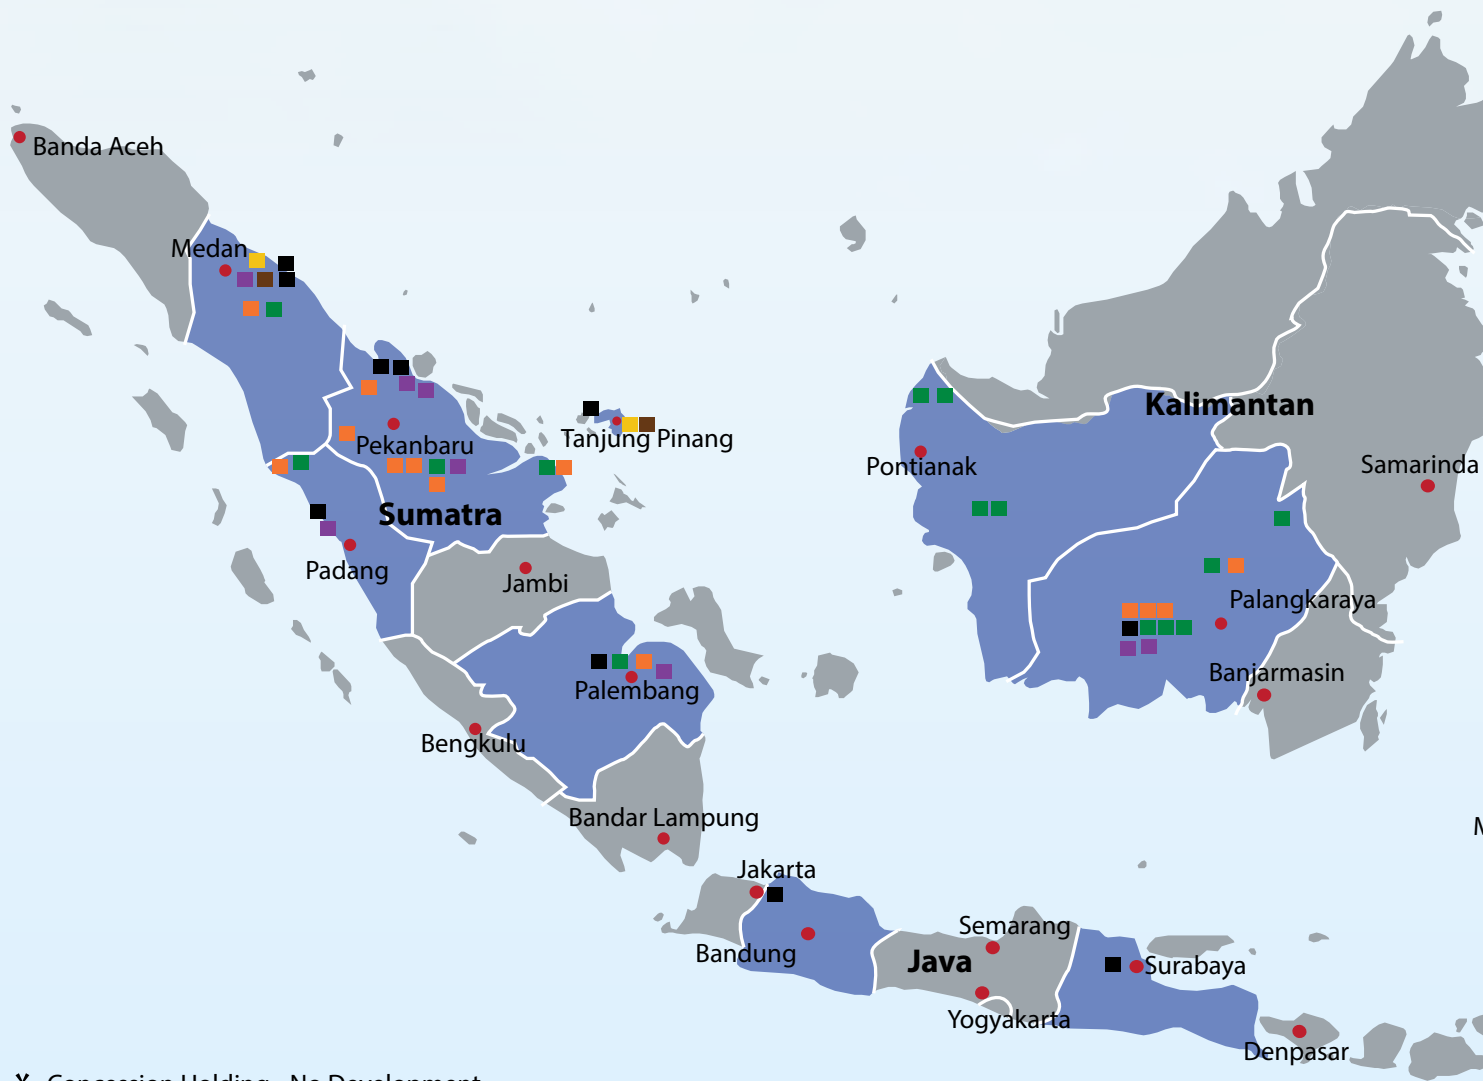 Banda Aceh
Medan
Kalimantan
Tanjung Pinang
Pekanbaru
Pontianak
Samarinda
Sumatra
Padang
Jambi
Palangkaraya
Banjarmasin
Palembang
Bengkulu
Bandar Lampung
M
Jakarta
Semarang
Bandung
Java
Surabaya
Yogyakarta
Denpasar